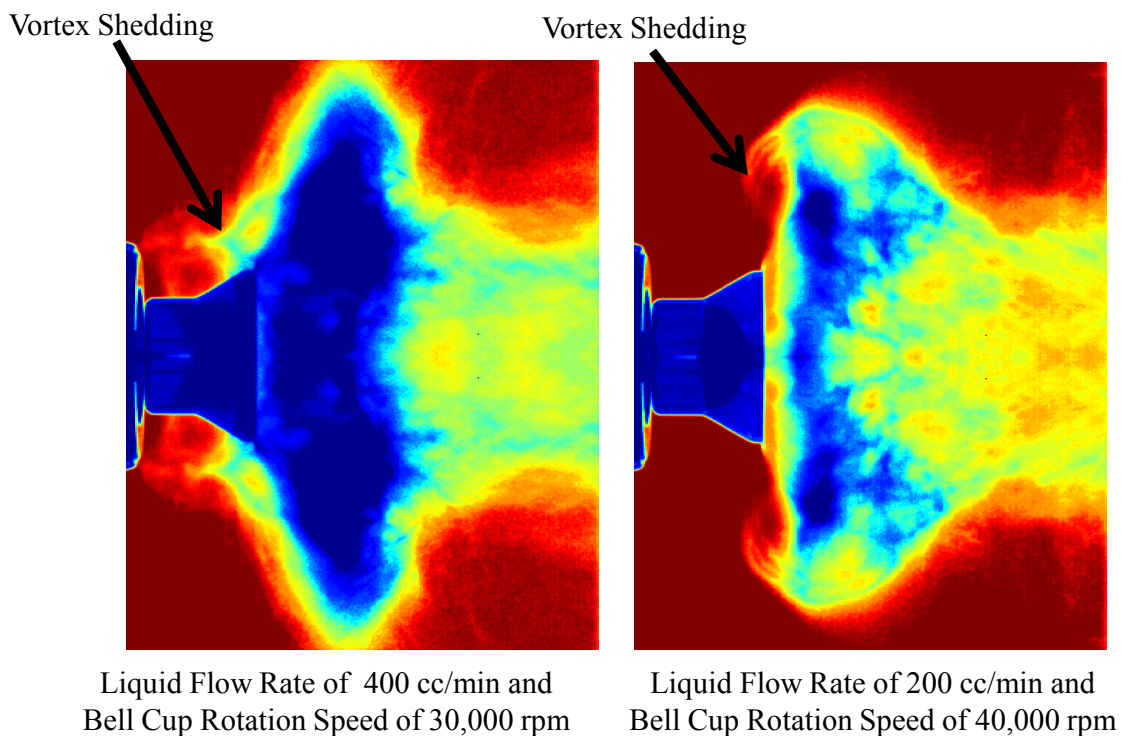 Vortex Shedding
Vortex Shedding
Liquid Flow Rate of  400 cc/min and
Bell Cup Rotation Speed of 30,000 rpm
Liquid Flow Rate of 200 cc/min and
Bell Cup Rotation Speed of 40,000 rpm